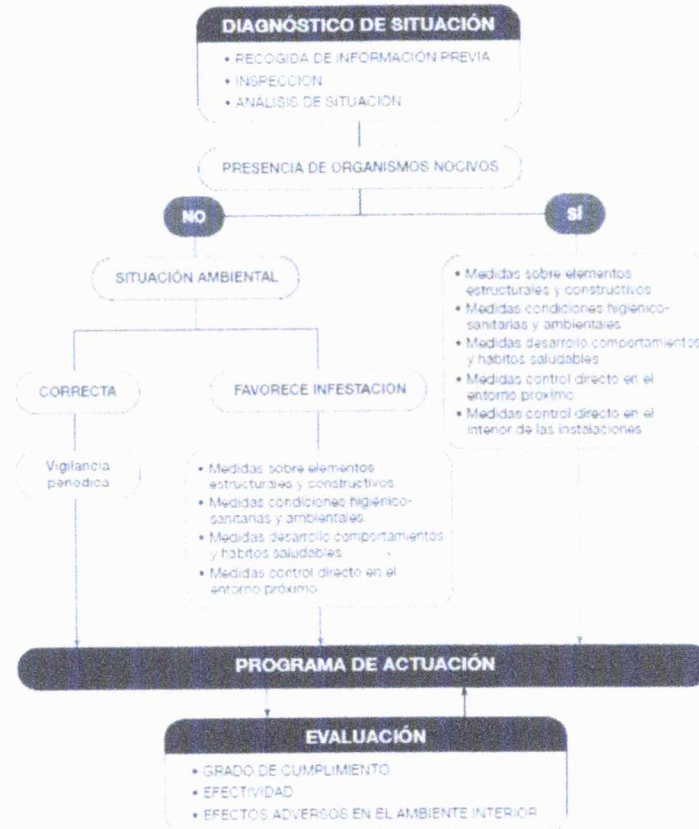 DIAGNÓSTICO DE SITUACIÓN
• RECOGIDA DE INFORMACIÓN PREVIA
• INSPECCIÓN
• ANÁLISIS DE SITUACIÓN
PRESENCIA DE ORGANISMOS NOCIVOS
NO
SÍ
SITUACIÓN AMBIENTAL
CORRECTA
FAVORECE INFESTACIÓN
Vigilancia
periódica
• Medidas sobre elementos
estructurales y constructivos
• Medidas condiciones higiénico-
sanitarias y ambientales
• Medidas desarrollo comportamientos
y hábitos saludables
• Medidas control directo en el
entorno próximo
• Medidas sobre elementos
estructurales y constructivos
• Medidas condiciones higiénico-
sanitarias y ambientales
• Medidas desarrollo comportamientos
y hábitos saludables
• Medidas control directo en el
entorno próximo
• Medidas control directo en el
interior de las instalaciones
PROGRAMA DE ACTUACIÓN
EVALUACIÓN
• GRADO DE CUMPLIMIENTO
• EFECTIVIDAD
• EFECTOS ADVERSOS EN EL AMBIENTE INTERIOR